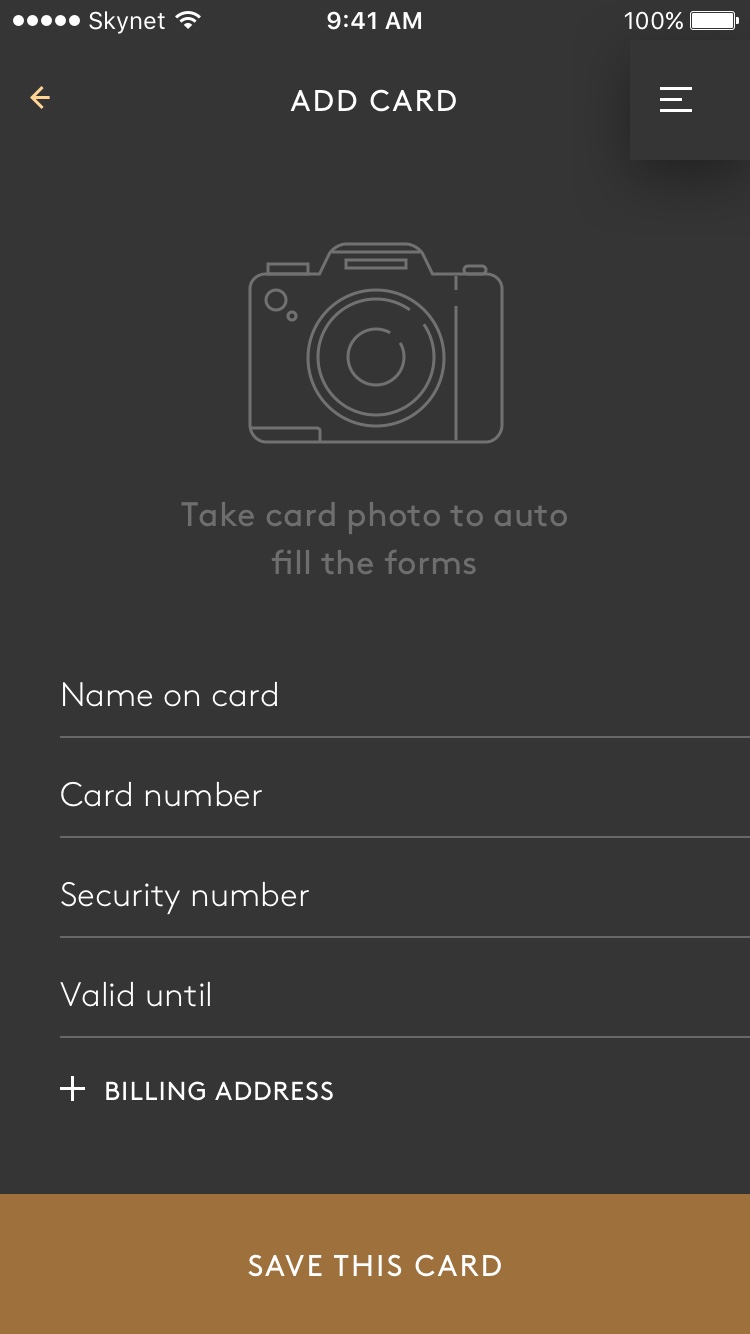 Skynet 9:41 AM 100%
ADD CARD
Take card photo to auto
fill the forms
Name on card
Card number
Security number
Valid until
BILLING ADDRESS
SAVE THIS CARD